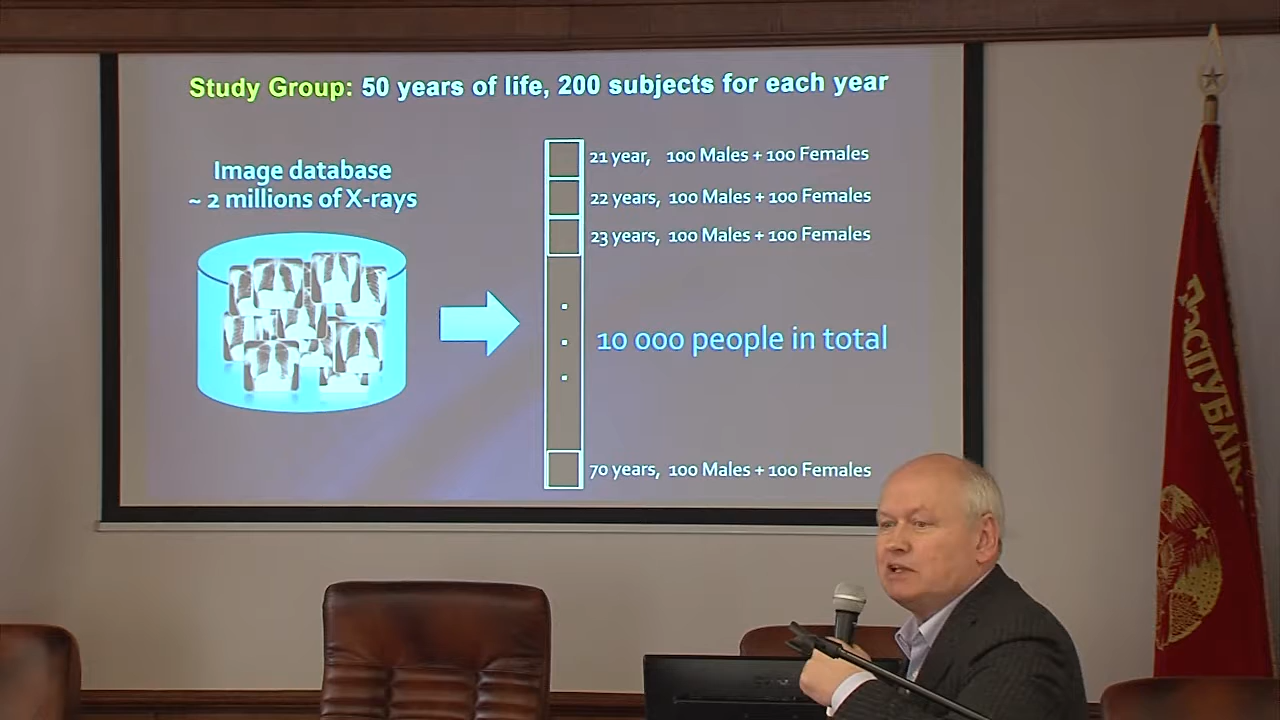 Study Group: 50 years of life, 200 subjects for each year
Image database
~ 2 millions of X-rays
21 year, 100 Males + 100 Females
22 years, 100 Males + 100 Females
23 years, 100 Males + 100 Females
10 000 people in total
70 years, 100 Males + 100 Females